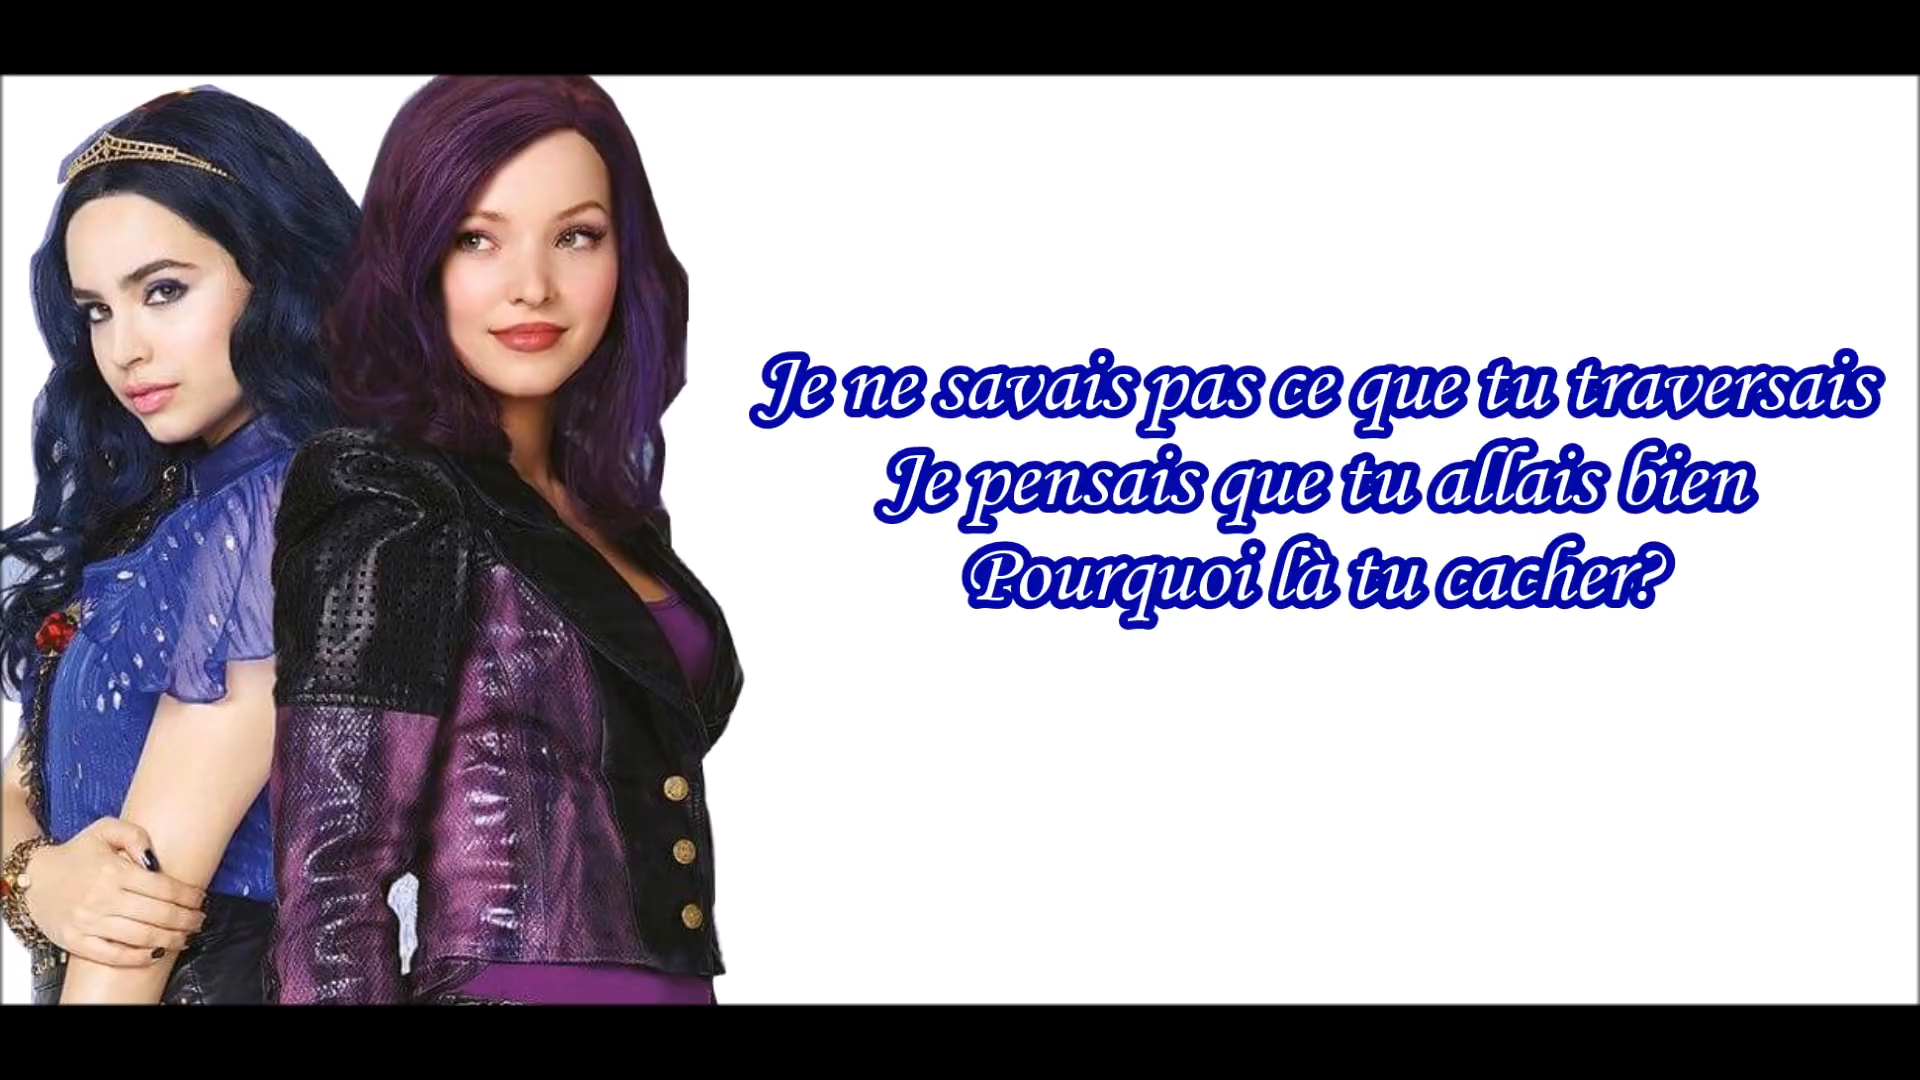 Je ne savais pas ce que tu traversais
Je pensais que tu allais bien
Pourquoi là tu cacher?